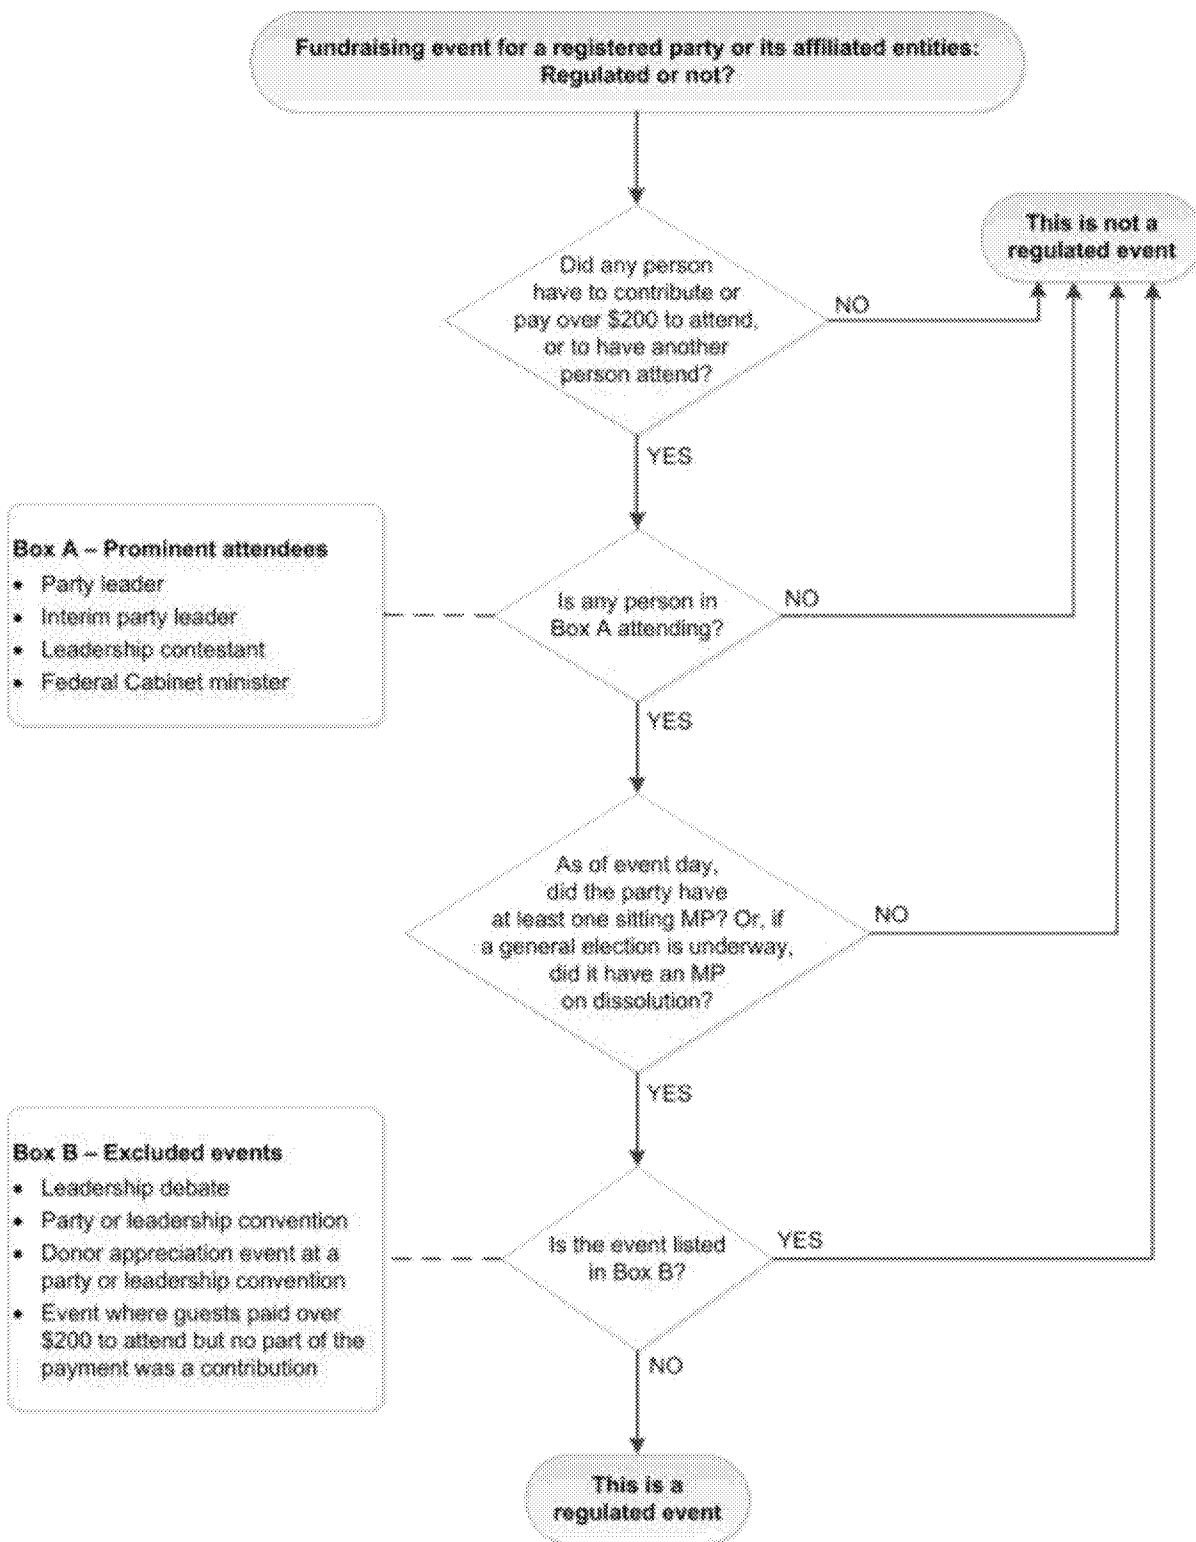 Fundraising event for a registered party or its affiliated entities:
Regulated or not?
This is not a
regulated event
Did any person
have to contribute or
pay over $200 to attend,
or to have another
person attend?
NO
YES
Box A – Prominent attendees
• Party leader
• Interim party leader
• Leadership contestant
• Federal Cabinet minister
Is any person in
Box A attending?
NO
YES
As of event day,
did the party have
at least one sitting MP? Or, if
a general election is underway,
did it have an MP
on dissolution?
NO
YES
Box B – Excluded events
• Leadership debate
• Party or leadership convention
• Donor appreciation event at a
party or leadership convention
• Event where guests paid over
$200 to attend but no part of the
payment was a contribution
Is the event listed
in Box B?
YES
NO
This is a
regulated event